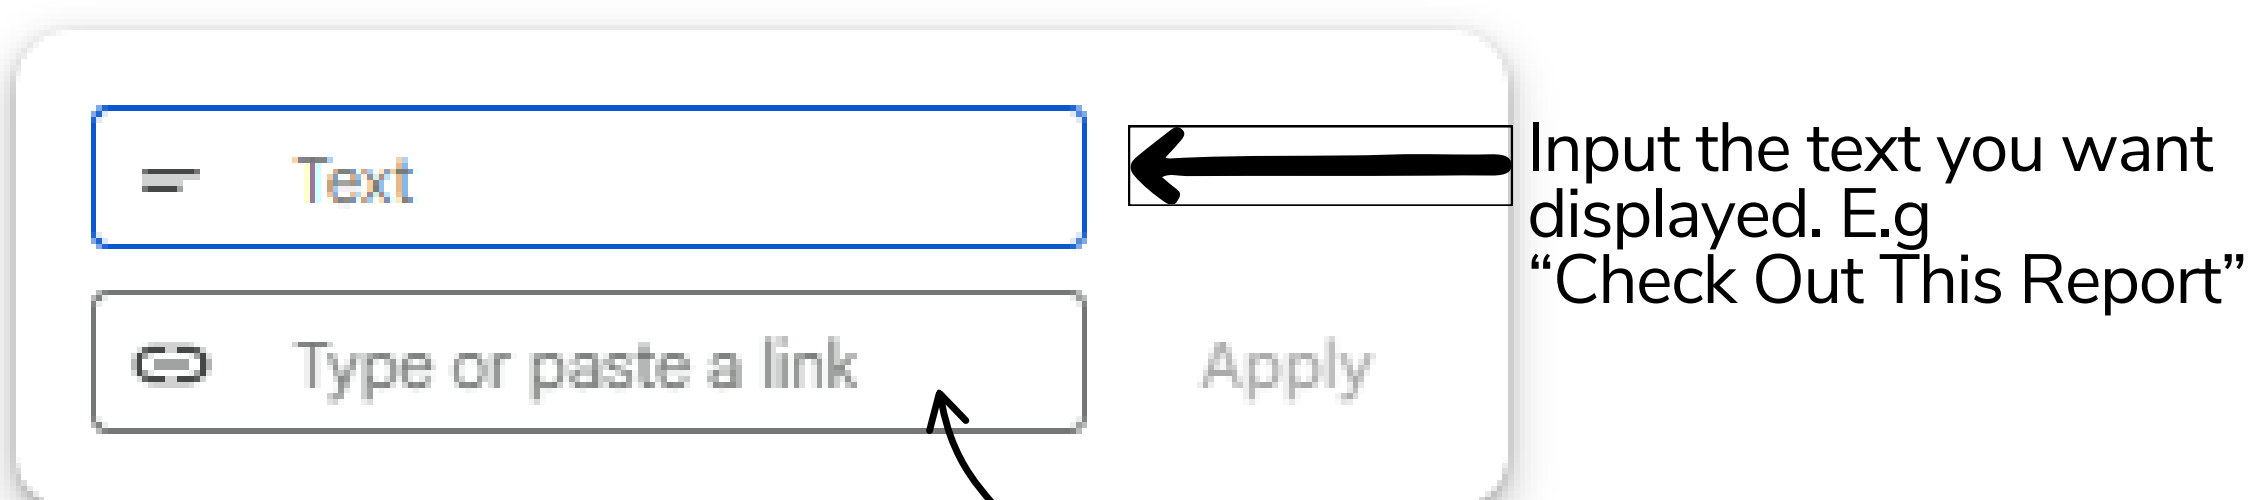 Text
Input the text you want
displayed. E.g
“Check Out This Report”
Type or paste a link
Apply